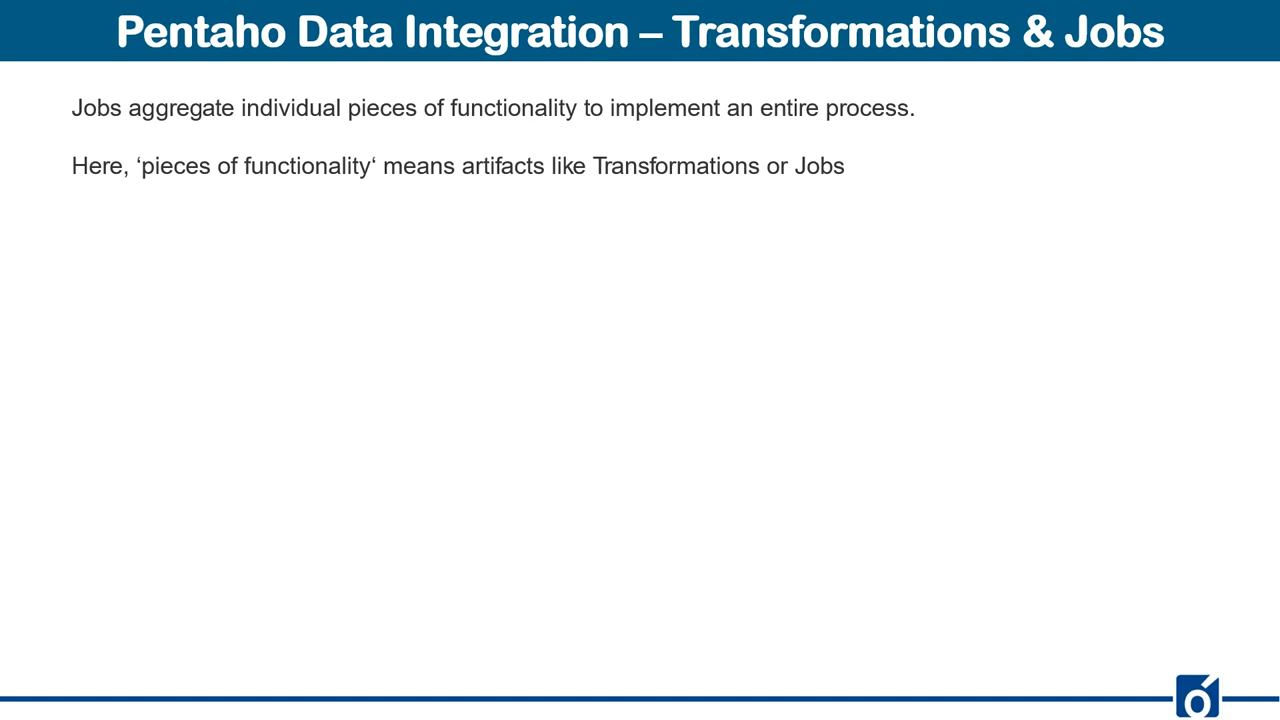 Pentaho Data Integration – Transformations & Jobs
Jobs aggregate individual pieces of functionality to implement an entire process.
Here, ‘pieces of functionality‘ means artifacts like Transformations or Jobs